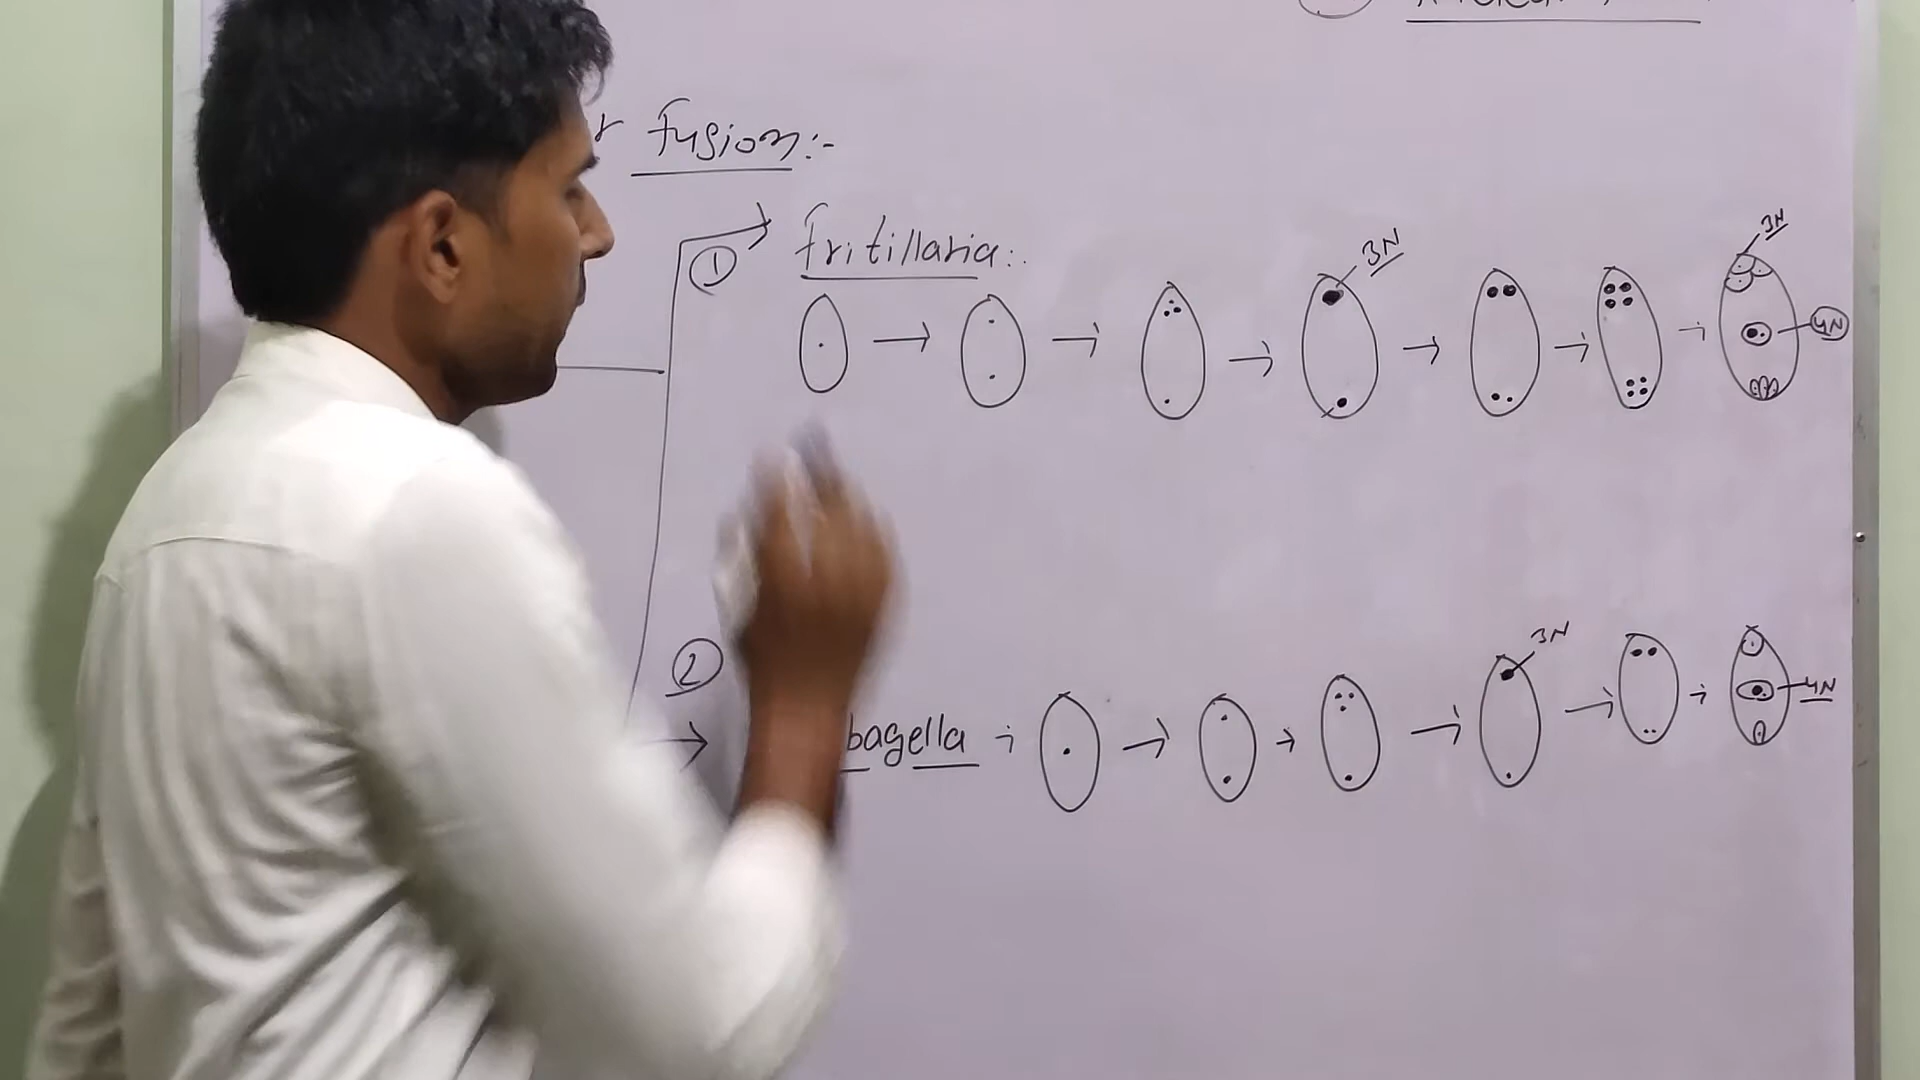 r fusion:-
① fritillaria:-
3N
3N
4N
②
bagella
3N
4N